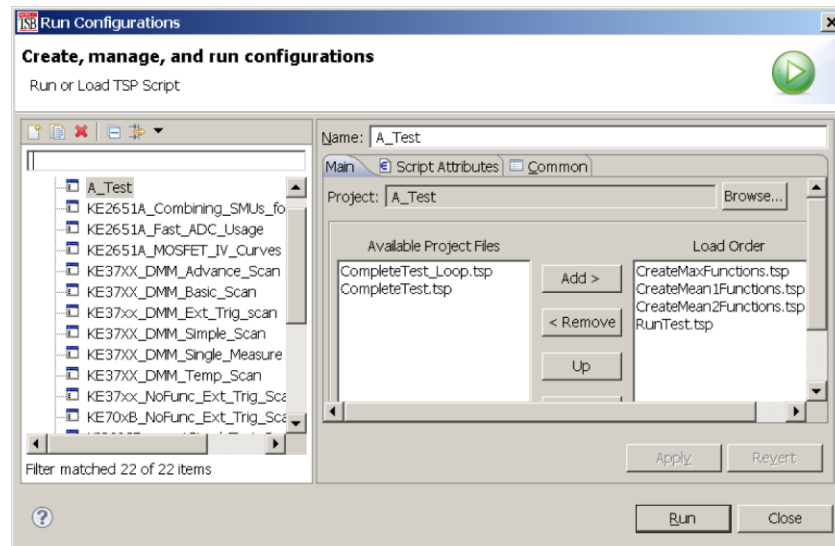 TSB Run Configurations
Create, manage, and run configurations
Run or Load TSP Script
Name: A_Test
Main Script Attributes Common
Project: A_Test Browse...
A_Test
KE2651A_Combining_SMUs_fo
KE2651A_Fast_ADC_Usage
KE2651A_MOSFET_IV_Curves
KE37XX_DMM_Advance_Scan
KE37XX_DMM_Basic_Scan
KE37xx_DMM_Ext_Trig_scan
KE37XX_DMM_Simple_Scan
KE37XX_DMM_Single_Measure
KE37XX_DMM_Temp_Scan
KE37xx_NoFunc_Ext_Trig_Sca
KE70xB_NoFunc_Ext_Trig_Sca
Filter matched 22 of 22 items
Available Project Files
CompleteTest_Loop.tsp
CompleteTest.tsp
Add >
< Remove
Up
Load Order
CreateMaxFunctions.tsp
CreateMean1Functions.tsp
CreateMean2Functions.tsp
RunTest.tsp
Apply Revert
? Run Close